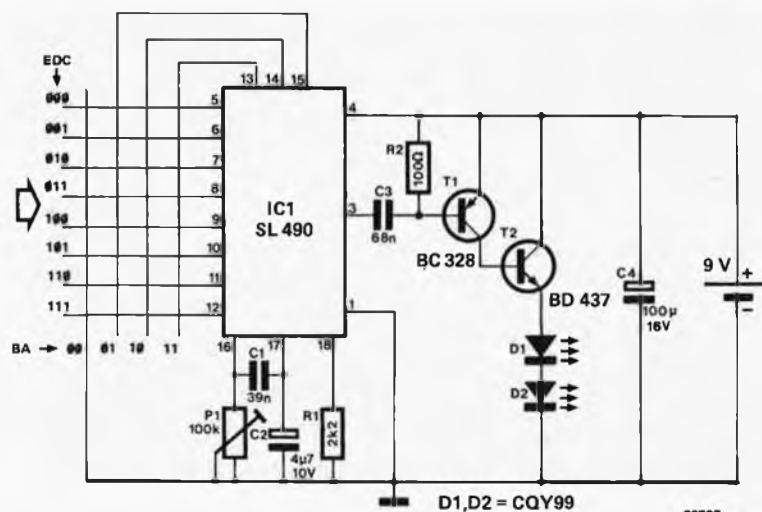 EDC
13 14 15
000
5
4
001
6
010
7
R2
100Ω
011
8
T1
C3
IC1
SL 490
3
100
9
T2
68n
101
10
BC 328
9 V
+
C4
110
11
BD 437
100µ
16V
-
111
12
1
BA → 00 01 10 11
16
17
18
D1
C1
39n
D2
P1
100k
C2
R1
2k2
4µ7
10V
D1,D2 = CQY99